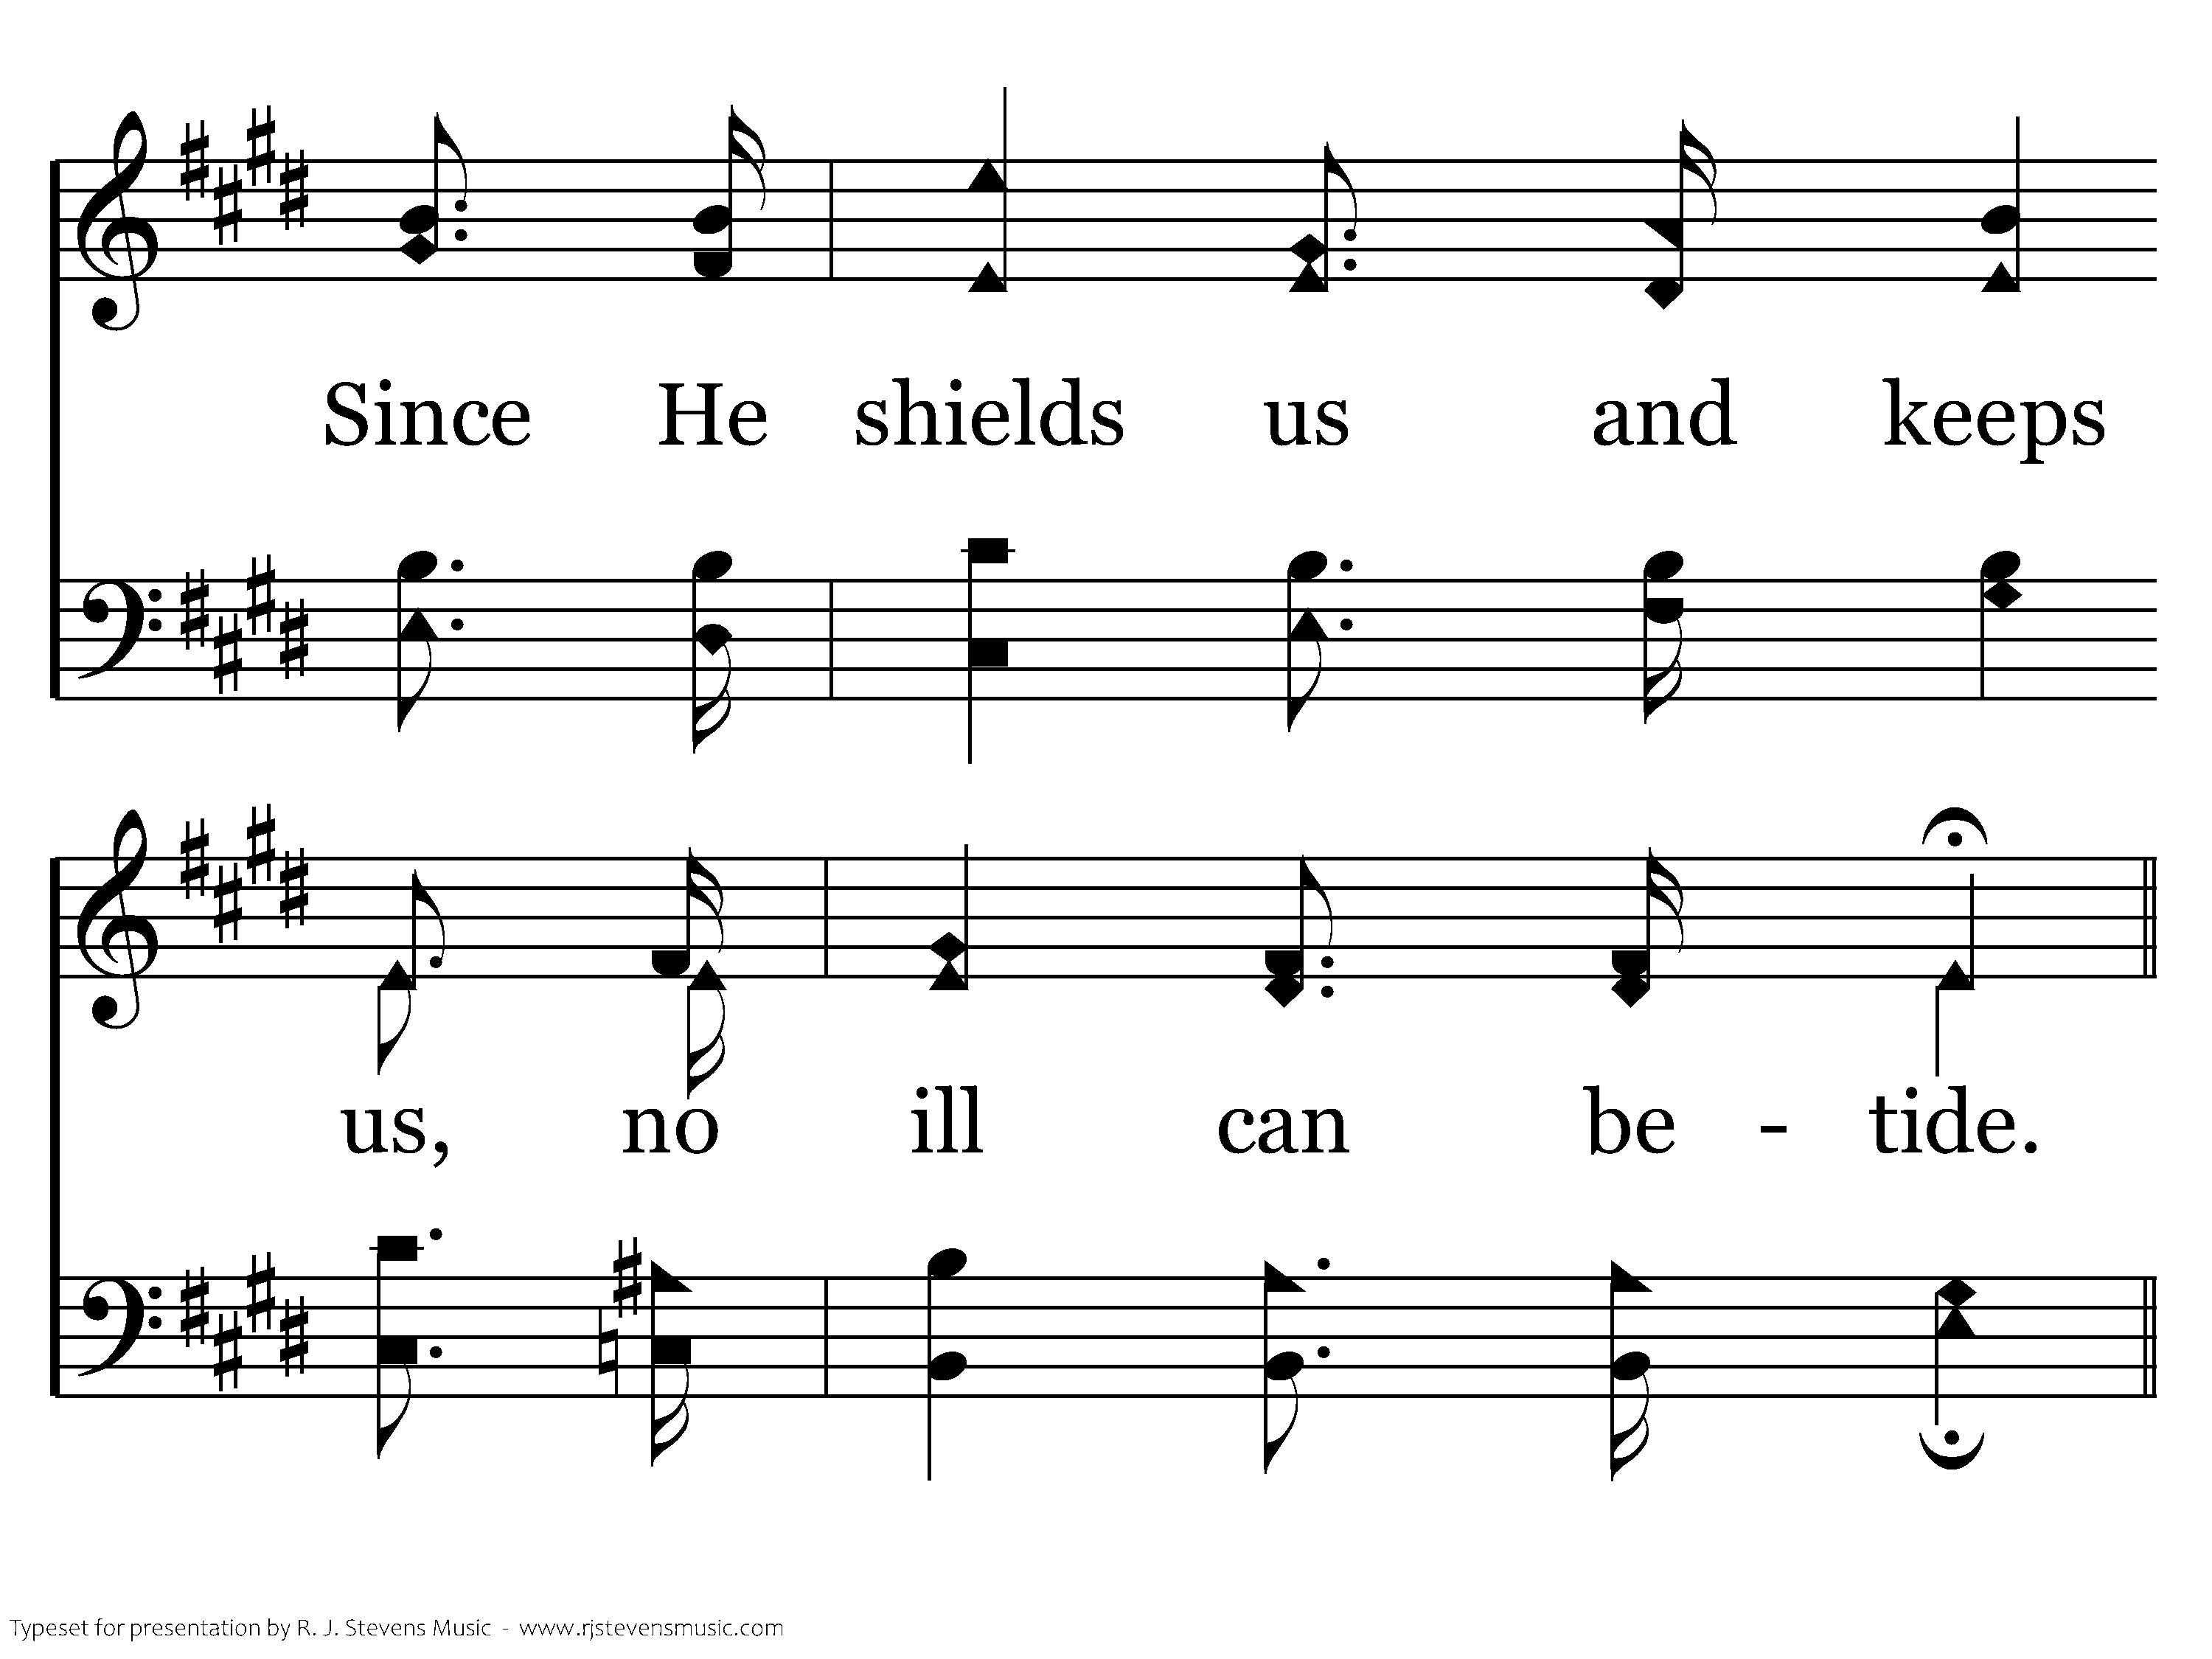 Since He shields us and keeps
us, no ill can be - tide.
Typeset for presentation by R. J. Stevens Music - www.rjstevensmusic.com